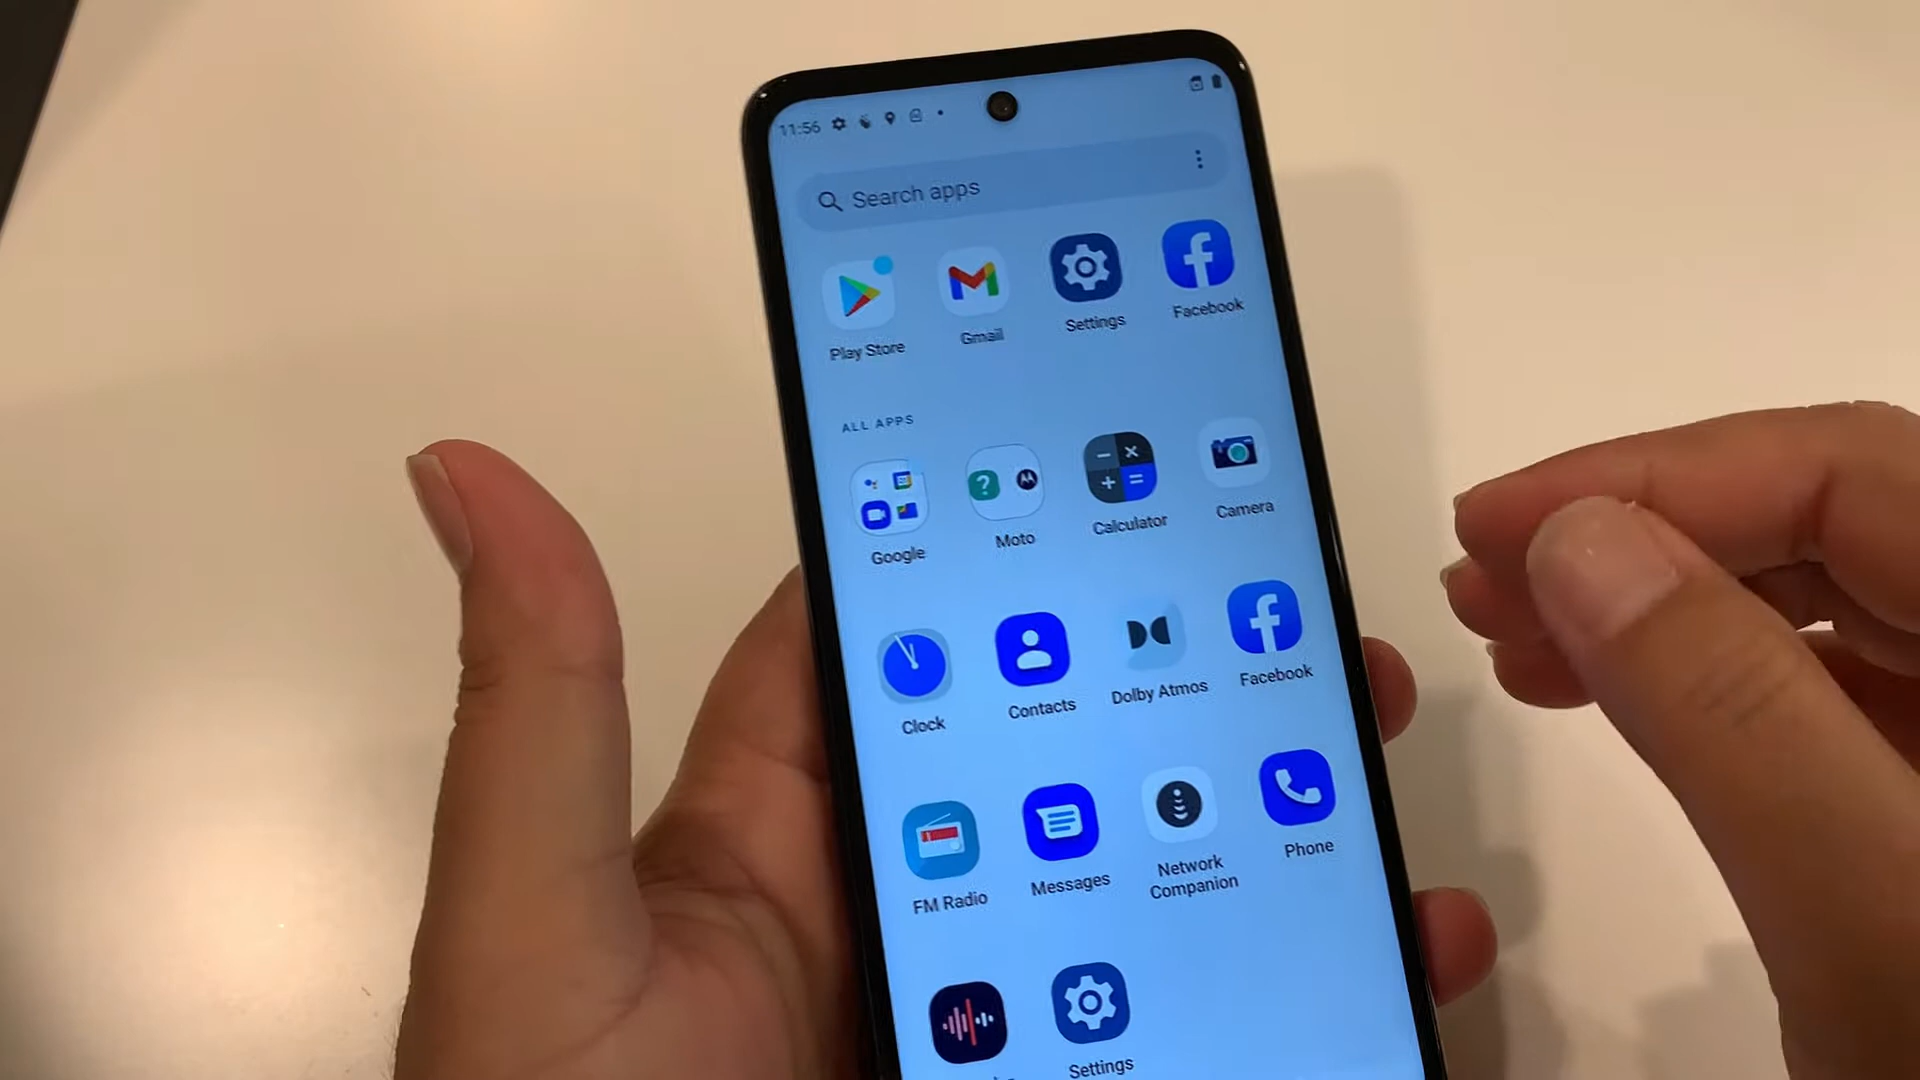 11:56
Search apps
Play Store
Gmail
Settings
Facebook
ALL APPS
Google
Moto
Calculator
Camera
Clock
Contacts
Dolby Atmos
Facebook
FM Radio
Messages
Network
Companion
Phone
Settings